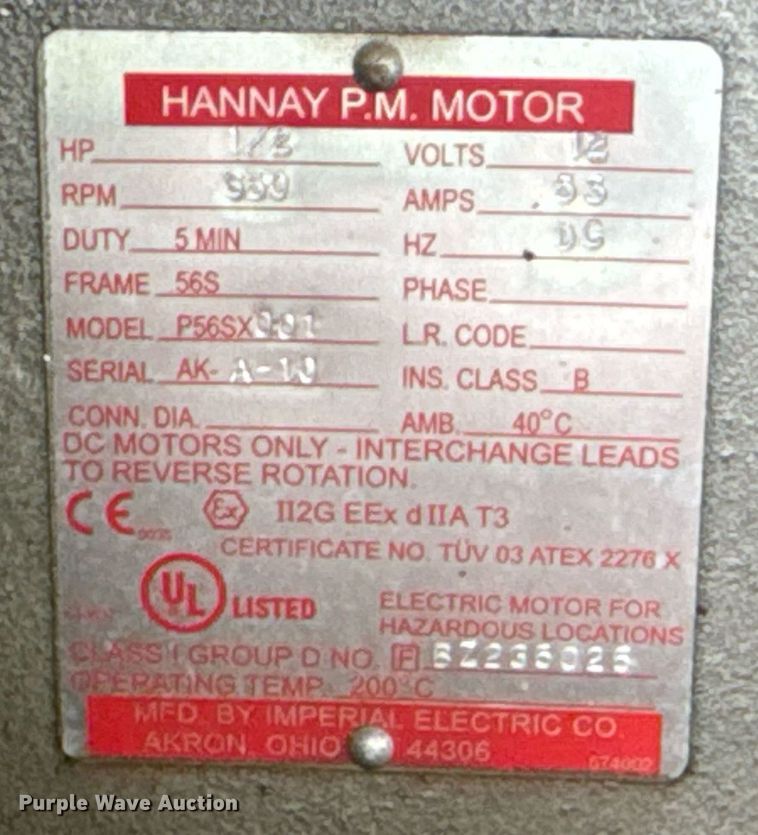 HANNAY P.M. MOTOR
HP 1/3 VOLTS 12
RPM AMPS
DUTY 5 MIN HZ
FRAME 56S PHASE
MODEL P56SX001 L.R. CODE
SERIAL AK- A-10 INS. CLASS B
CONN. DIA. AMB. 40°C
DC MOTORS ONLY - INTERCHANGE LEADS
TO REVERSE ROTATION.
CE Ex II2G EEx d IIA T3
CERTIFICATE NO. TÜV 03 ATEX 2276 X
UL LISTED ELECTRIC MOTOR FOR
HAZARDOUS LOCATIONS
CLASS I GROUP D NO. F
OPERATING TEMP. 200°C
MFD. BY IMPERIAL ELECTRIC CO.
AKRON, OHIO 44306
Purple Wave Auction